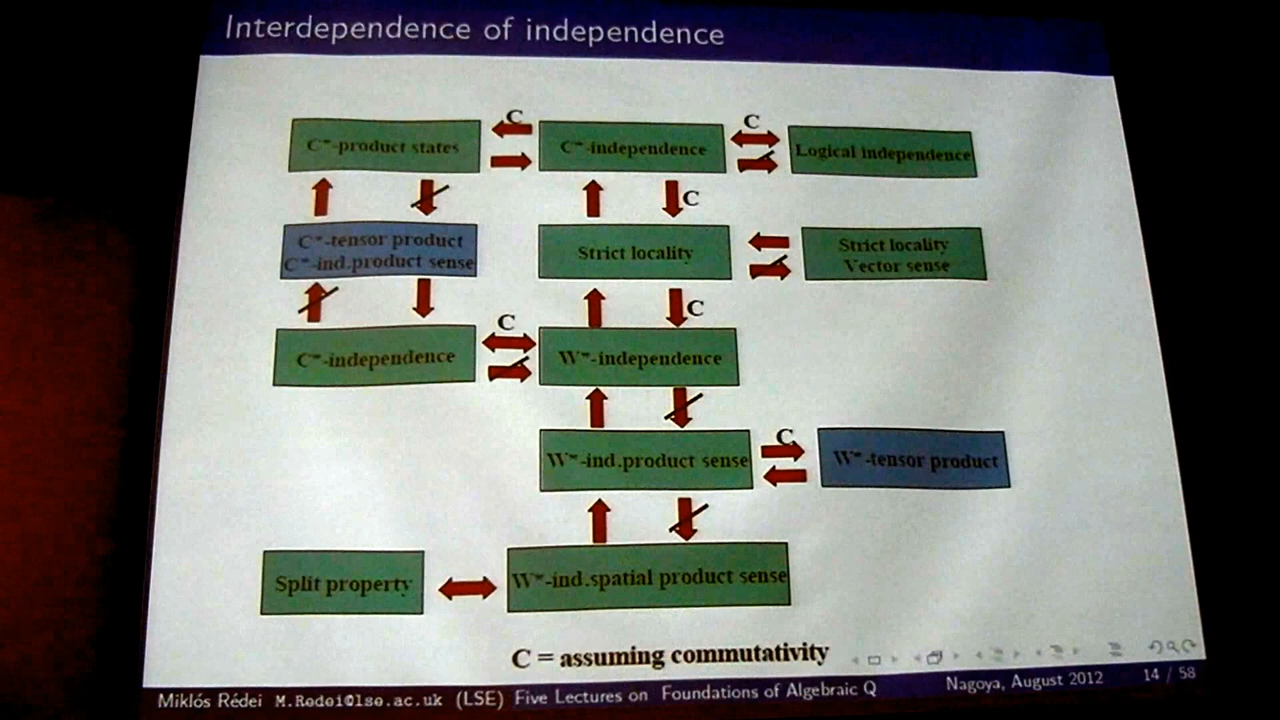 Interdependence of independence
C*-product states
C
C*-independence
C
Logical independence
C*-tensor product
C*-ind.product sense
C
Strict locality
Strict locality
Vector sense
C
C*-independence
C
W*-independence
W*-ind.product sense
C
W*-tensor product
Split property
W*-ind.spatial product sense
C = assuming commutativity
Miklós Rédei M.Redei@lse.ac.uk (LSE) Five Lectures on Foundations of Algebraic Q Nagoya, August 2012 14 / 58